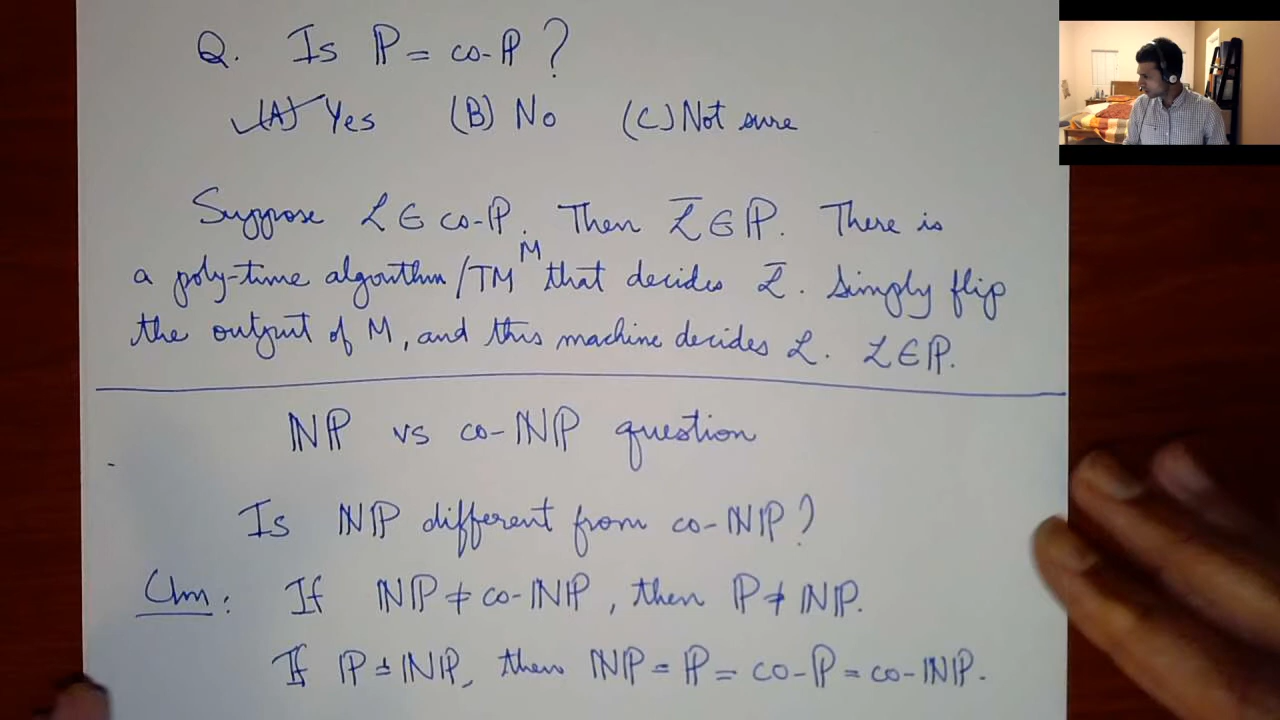 Q. Is ℙ = co-ℙ ?
(A) Yes (B) No (C) Not sure
Suppose L ∈ co-ℙ. Then L̅ ∈ ℙ. There is
a poly-time algorithm/TM M that decides L̅. Simply flip
the output of M, and this machine decides L. L ∈ ℙ.
ℕℙ vs co-ℕℙ question
Is ℕℙ different from co-ℕℙ?
Clm: If ℕℙ ≠ co-ℕℙ, then ℙ ≠ ℕℙ.
If ℙ = ℕℙ, then ℕℙ = ℙ = co-ℙ = co-ℕℙ.